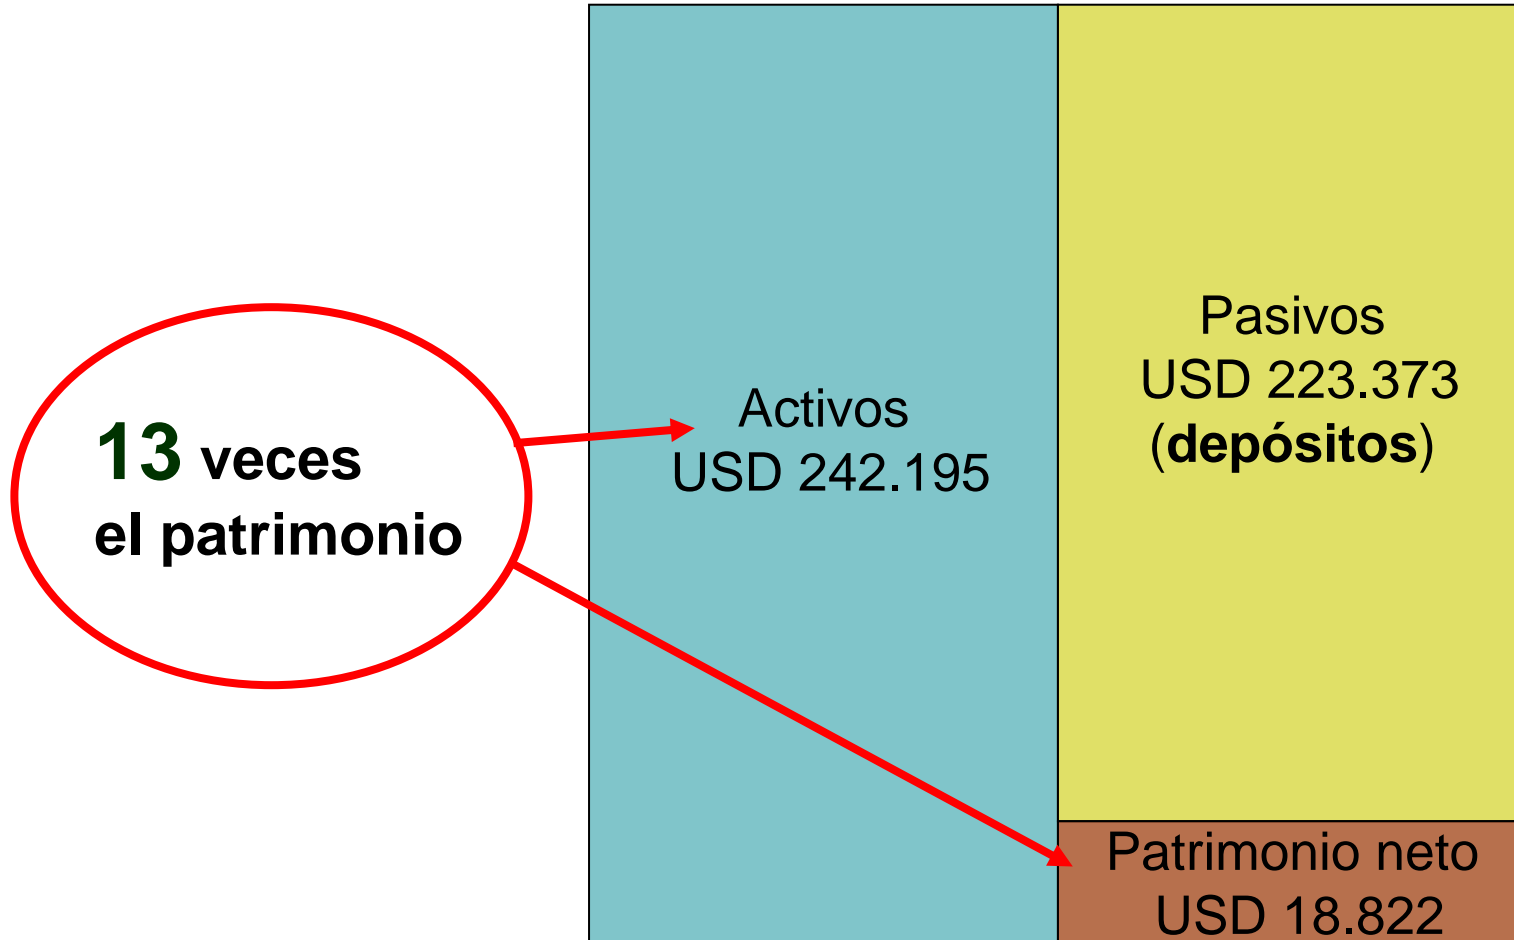 13 veces
el patrimonio
Activos
USD 242.195
Pasivos
USD 223.373
(depósitos)
Patrimonio neto
USD 18.822